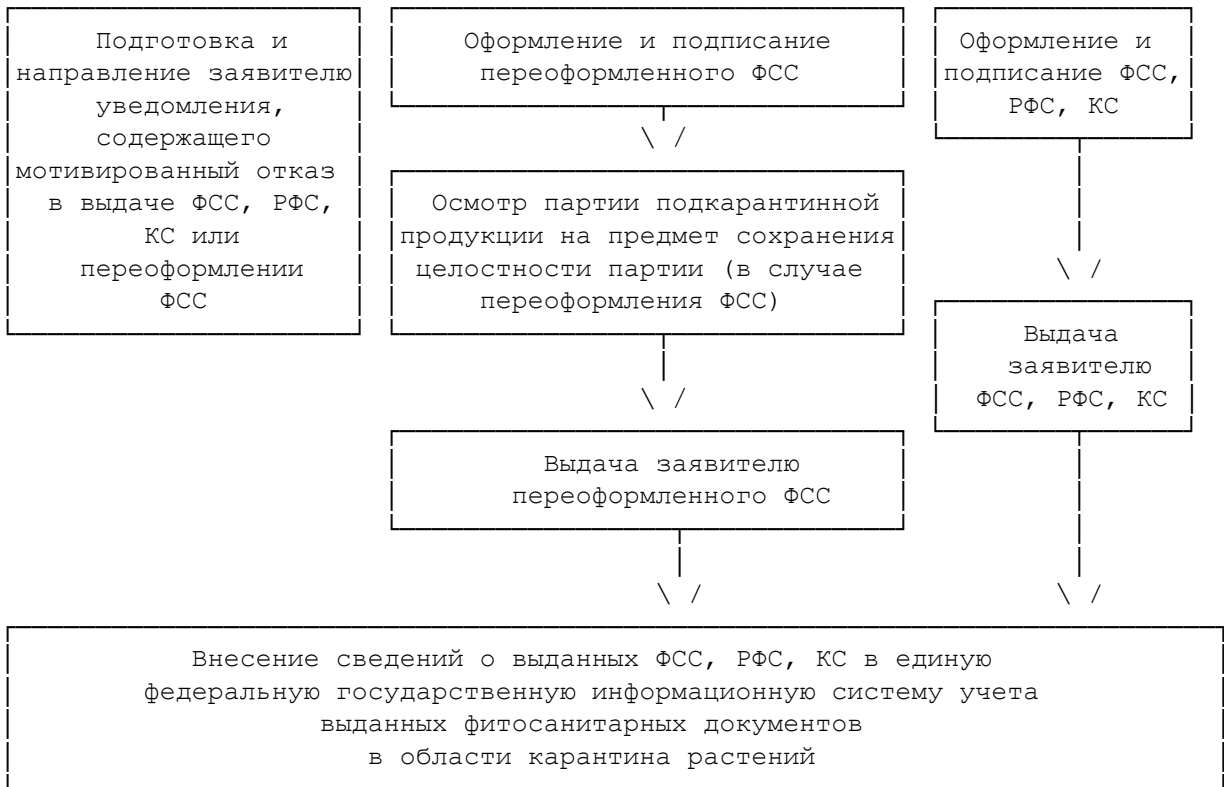 Подготовка и
направление заявителю
уведомления,
содержащего
мотивированный отказ
в выдаче ФСС, РФС,
КС или
переоформлении
ФСС
Оформление и подписание
переоформленного ФСС
Осмотр партии подкарантинной
продукции на предмет сохранения
целостности партии (в случае
переоформления ФСС)
Выдача заявителю
переоформленного ФСС
Оформление и
подписание ФСС,
РФС, КС
Выдача
заявителю
ФСС, РФС, КС
Внесение сведений о выданных ФСС, РФС, КС в единую
федеральную государственную информационную систему учета
выданных фитосанитарных документов
в области карантина растений